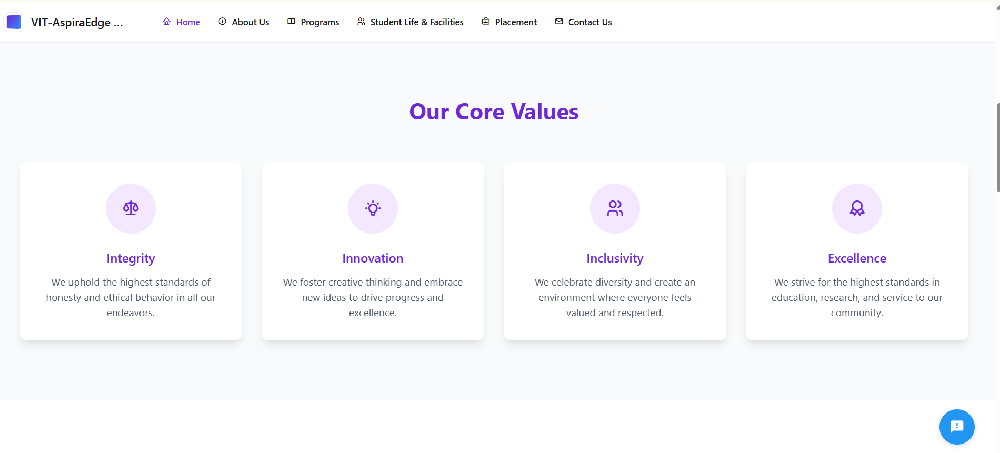 VIT-AspiraEdge ...
Home
About Us
Programs
Student Life & Facilities
Placement
Contact Us
Our Core Values
Integrity
We uphold the highest standards of
honesty and ethical behavior in all our
endeavors.
Innovation
We foster creative thinking and embrace
new ideas to drive progress and
excellence.
Inclusivity
We celebrate diversity and create an
environment where everyone feels
valued and respected.
Excellence
We strive for the highest standards in
education, research, and service to our
community.